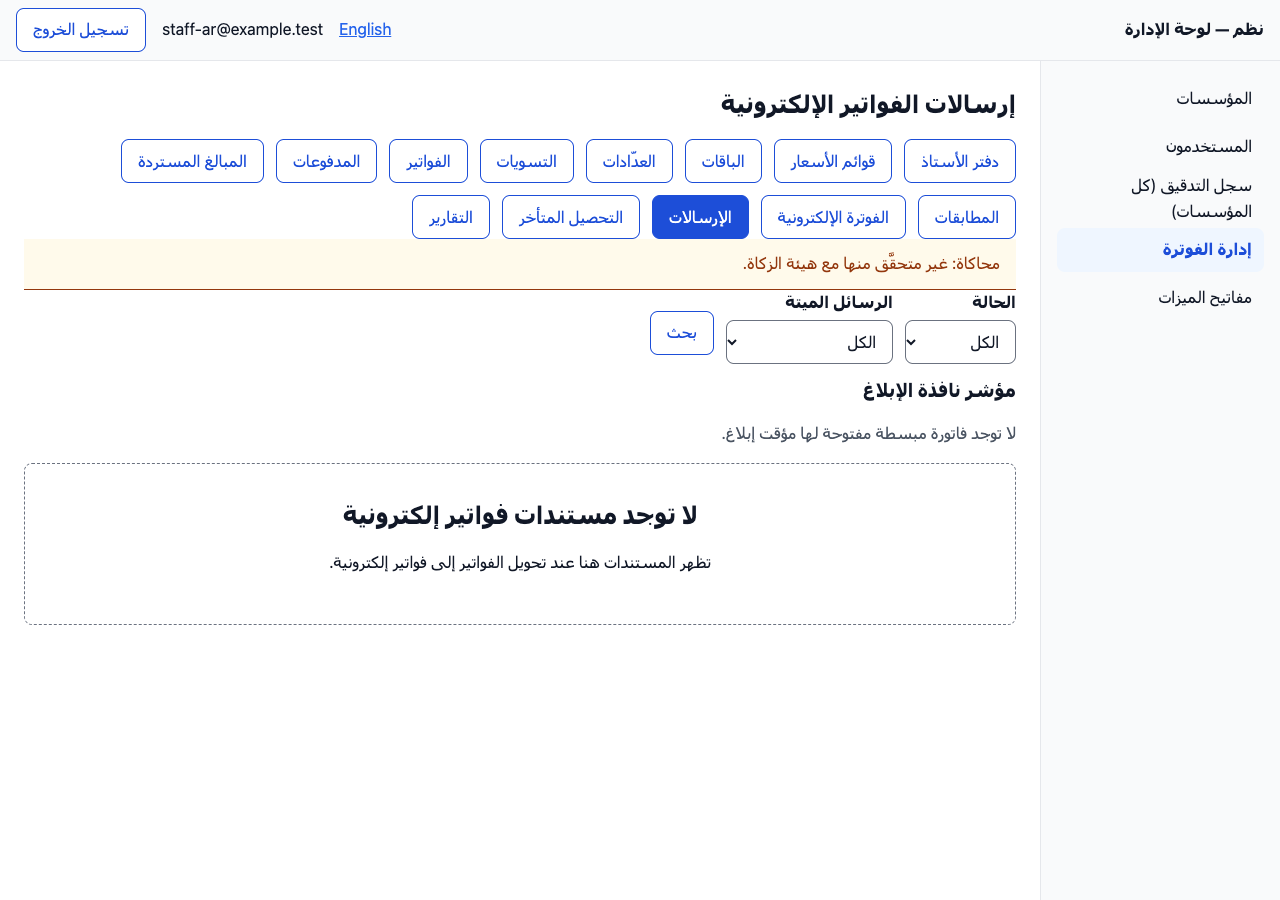 نظم — لوحة الإدارة
English
staff-ar@example.test
تسجيل الخروج
المؤسسات
المستخدمون
سجل التدقيق (كل
المؤسسات)
إدارة الفوترة
مفاتيح الميزات
إرسالات الفواتير الإلكترونية
دفتر الأستاذ
قوائم الأسعار
الباقات
العدّادات
التسويات
الفواتير
المدفوعات
المبالغ المستردة
المطابقات
الفوترة الإلكترونية
الإرسالات
التحصيل المتأخر
التقارير
محاكاة: غير متحقَّق منها مع هيئة الزكاة.
الحالة
الكل
الرسائل الميتة
الكل
بحث
مؤشر نافذة الإبلاغ
لا توجد فاتورة مبسطة مفتوحة لها مؤقت إبلاغ.
لا توجد مستندات فواتير إلكترونية
تظهر المستندات هنا عند تحويل الفواتير إلى فواتير إلكترونية.